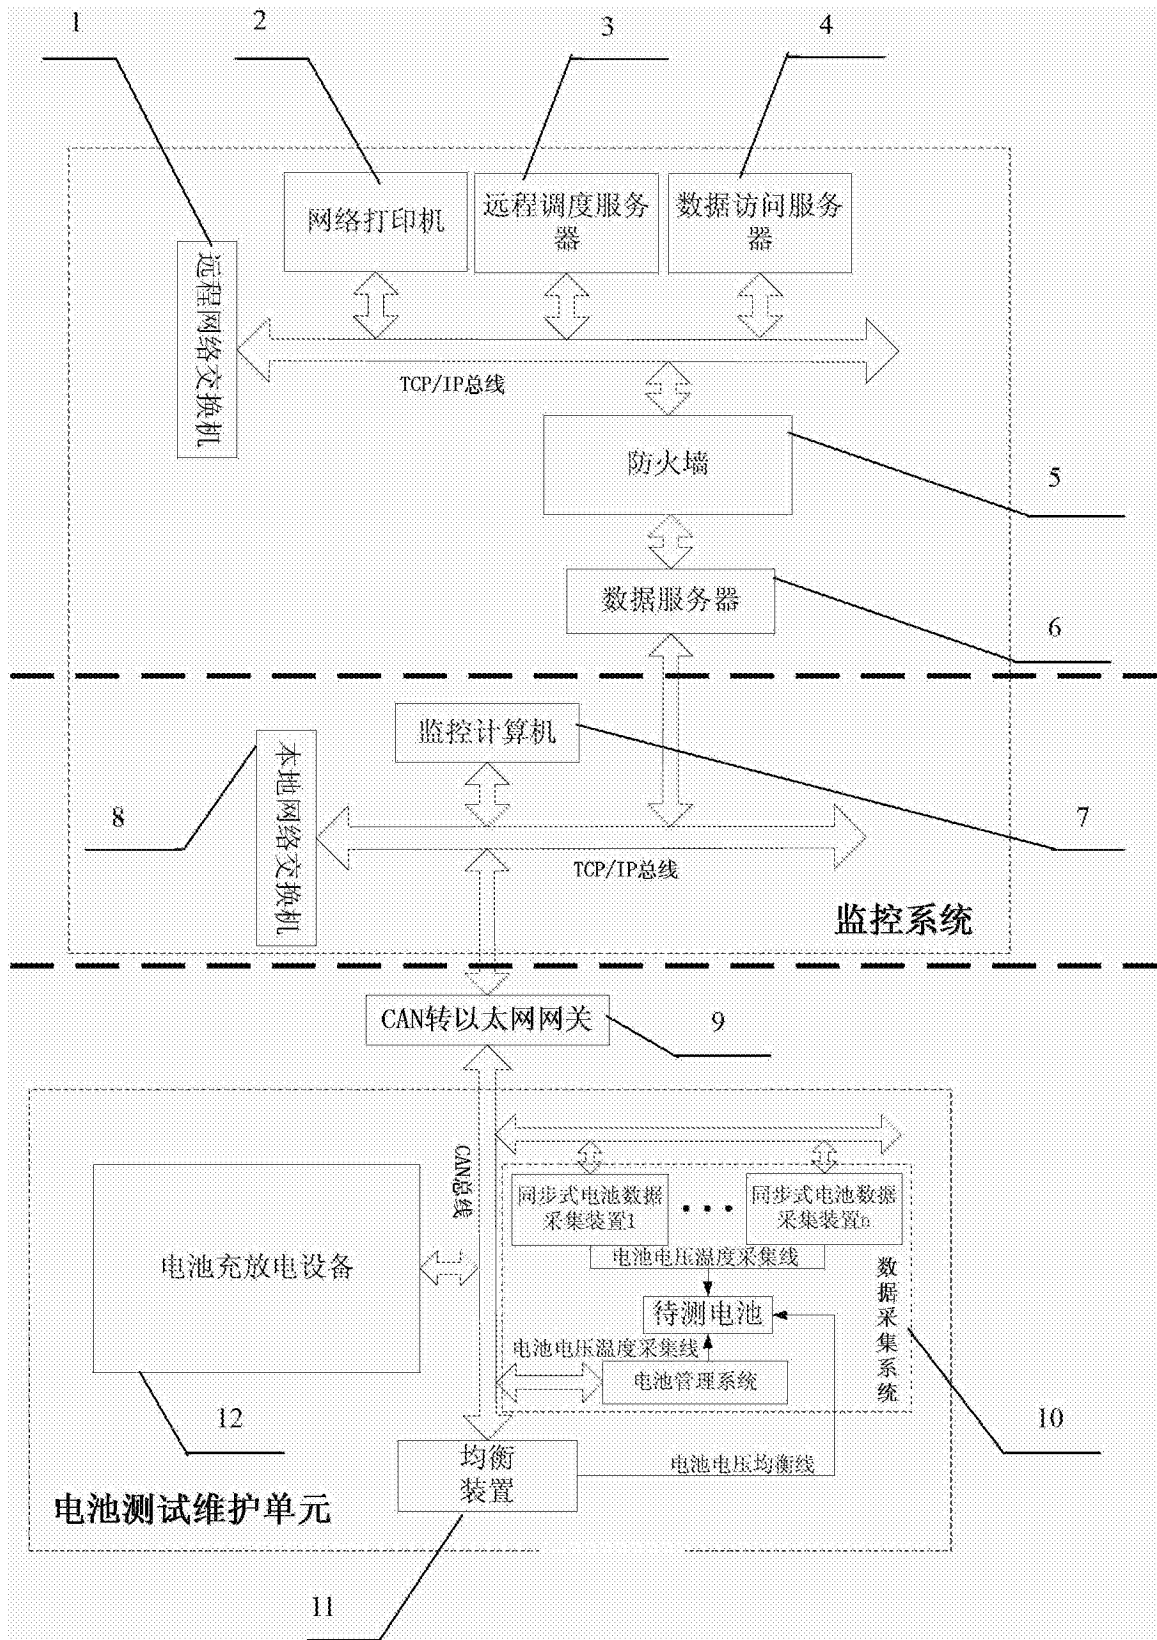 1
2
3
4
网络打印机
远程调度服务
器
数据访问服务
器
远程网络交换机
TCP/IP总线
防火墙
5
数据服务器
6
监控计算机
本地网络交换机
8
7
TCP/IP总线
监控系统
CAN转以太网网关
9
CAN总线
同步式电池数据
采集装置1
同步式电池数据
采集装置n
电池充放电设备
电池电压温度采集线
数据采集系统
待测电池
电池电压温度采集线
电池管理系统
12
10
均衡
装置
电池电压均衡线
电池测试维护单元
11